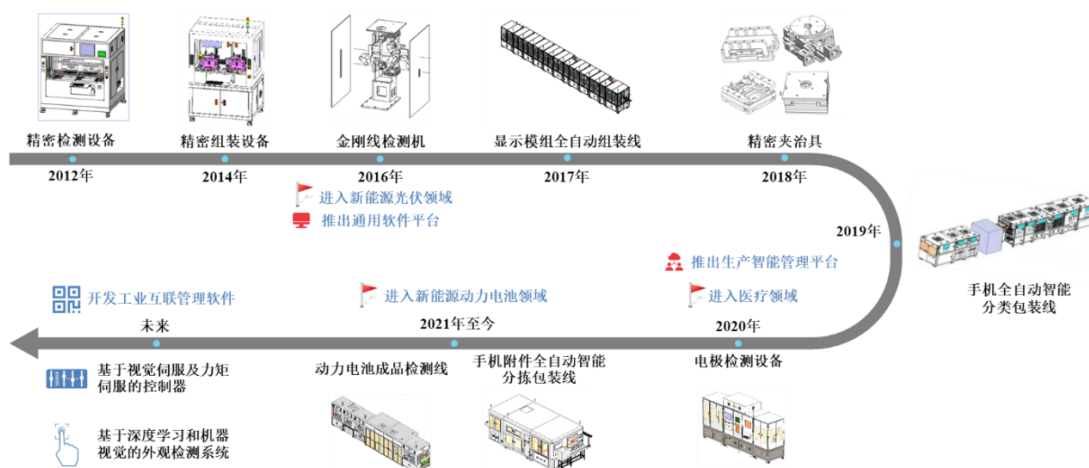 精密检测设备
2012年
精密组装设备
2014年
金刚线检测机
2016年
进入新能源光伏领域
推出通用软件平台
显示模组全自动组装线
2017年
精密夹治具
2018年
2019年
手机全自动智能
分类包装线
推出生产智能管理平台
进入医疗领域
2020年
电极检测设备
进入新能源动力电池领域
2021年至今
手机附件全自动智能
分拣包装线
动力电池成品检测线
开发工业互联管理软件
未来
基于视觉伺服及力矩
伺服的控制器
基于深度学习和机器
视觉的外观检测系统